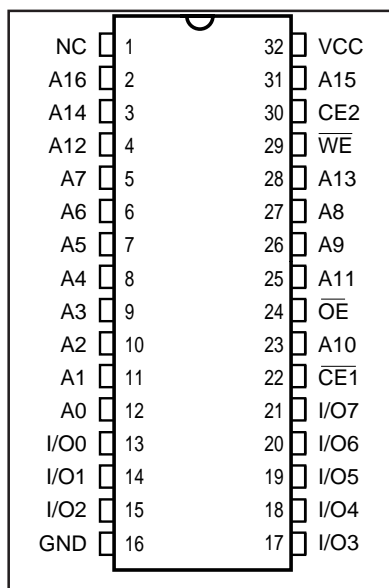 NC 1 32 VCC
A16 2 31 A15
A14 3 30 CE2
A12 4 29 W̅E̅
A7 5 28 A13
A6 6 27 A8
A5 7 26 A9
A4 8 25 A11
A3 9 24 O̅E̅
A2 10 23 A10
A1 11 22 C̅E̅1̅
A0 12 21 I/O7
I/O0 13 20 I/O6
I/O1 14 19 I/O5
I/O2 15 18 I/O4
GND 16 17 I/O3